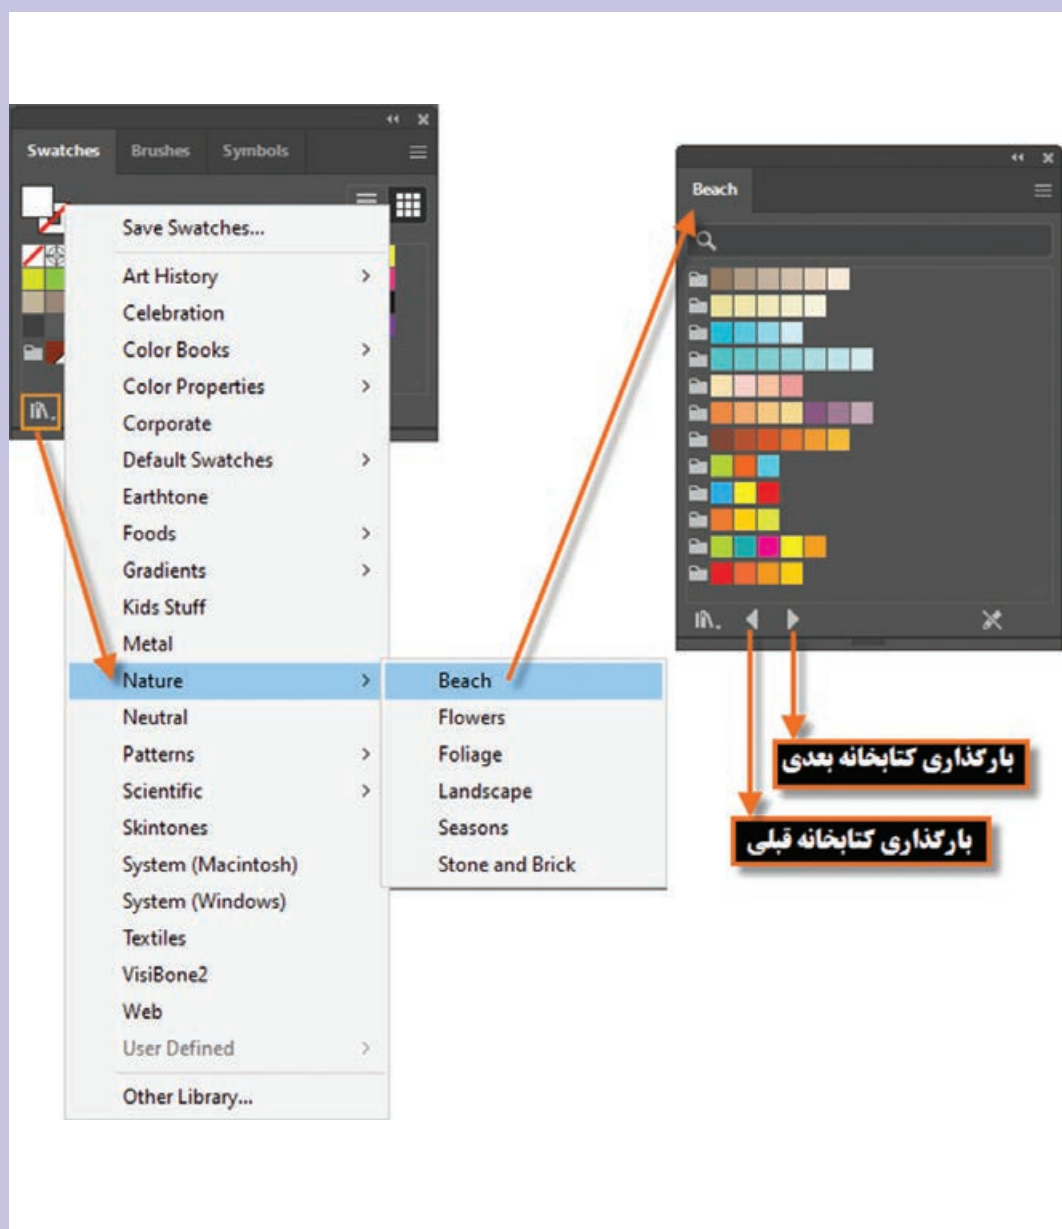 Swatches Brushes Symbols
Save Swatches...
Art History
Celebration
Color Books
Color Properties
Corporate
Default Swatches
Earthtone
Foods
Gradients
Kids Stuff
Metal
Nature
Neutral
Patterns
Scientific
Skintones
System (Macintosh)
System (Windows)
Textiles
VisiBone2
Web
User Defined
Other Library...
Beach
Flowers
Foliage
Landscape
Seasons
Stone and Brick
Beach
بارگذاری کتابخانه بعدی
بارگذاری کتابخانه قبلی